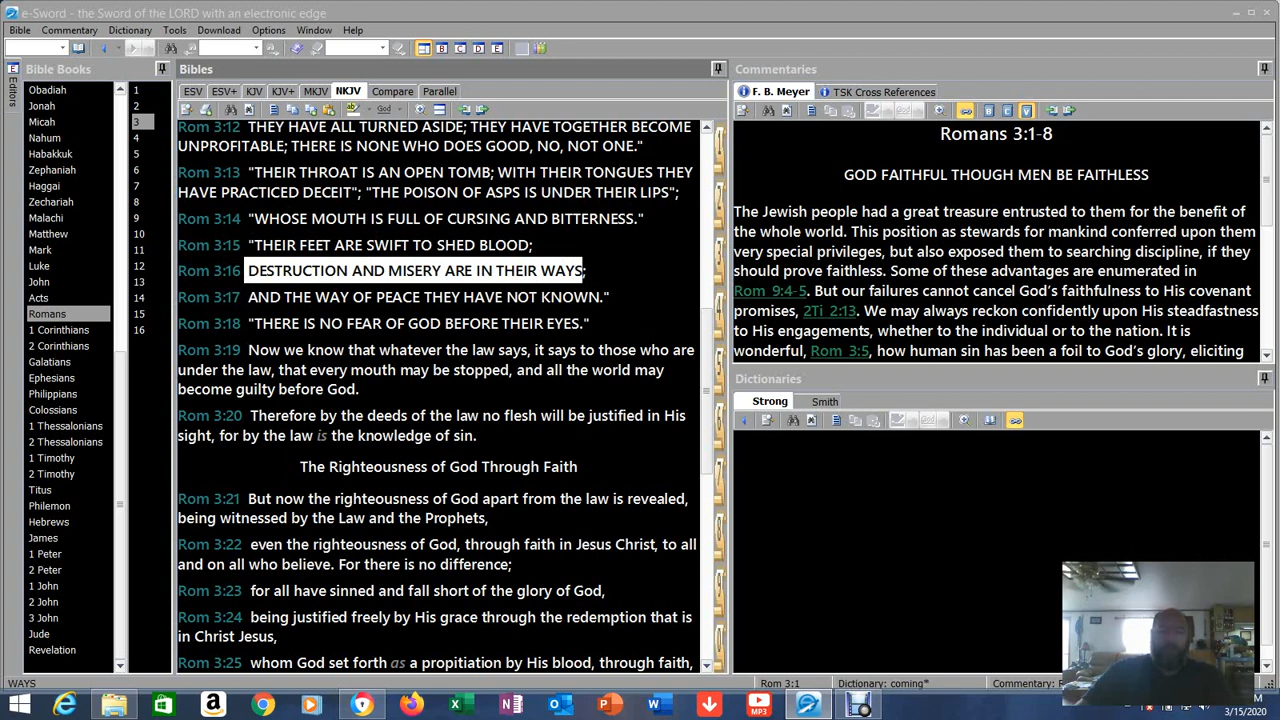 e-Sword - the Sword of the LORD with an electronic edge
Bible Commentary Dictionary Tools Download Options Window Help
B C D E
Editors
Bible Books
Obadiah
Jonah
Micah
Nahum
Habakkuk
Zephaniah
Haggai
Zechariah
Malachi
Matthew
Mark
Luke
John
Acts
Romans
1 Corinthians
2 Corinthians
Galatians
Ephesians
Philippians
Colossians
1 Thessalonians
2 Thessalonians
1 Timothy
2 Timothy
Titus
Philemon
Hebrews
James
1 Peter
2 Peter
1 John
2 John
3 John
Jude
Revelation
1
2
3
4
5
6
7
8
9
10
11
12
13
14
15
16
Bibles
ESV ESV+ KJV KJV+ MKJV NKJV Compare Parallel
God
Rom 3:12 THEY HAVE ALL TURNED ASIDE; THEY HAVE TOGETHER BECOME
UNPROFITABLE; THERE IS NONE WHO DOES GOOD, NO, NOT ONE."
Rom 3:13 "THEIR THROAT IS AN OPEN TOMB; WITH THEIR TONGUES THEY
HAVE PRACTICED DECEIT"; "THE POISON OF ASPS IS UNDER THEIR LIPS";
Rom 3:14 "WHOSE MOUTH IS FULL OF CURSING AND BITTERNESS."
Rom 3:15 "THEIR FEET ARE SWIFT TO SHED BLOOD;
Rom 3:16 DESTRUCTION AND MISERY ARE IN THEIR WAYS;
Rom 3:17 AND THE WAY OF PEACE THEY HAVE NOT KNOWN."
Rom 3:18 "THERE IS NO FEAR OF GOD BEFORE THEIR EYES."
Rom 3:19 Now we know that whatever the law says, it says to those who are
under the law, that every mouth may be stopped, and all the world may
become guilty before God.
Rom 3:20 Therefore by the deeds of the law no flesh will be justified in His
sight, for by the law is the knowledge of sin.
The Righteousness of God Through Faith
Rom 3:21 But now the righteousness of God apart from the law is revealed,
being witnessed by the Law and the Prophets,
Rom 3:22 even the righteousness of God, through faith in Jesus Christ, to all
and on all who believe. For there is no difference;
Rom 3:23 for all have sinned and fall short of the glory of God,
Rom 3:24 being justified freely by His grace through the redemption that is
in Christ Jesus,
Rom 3:25 whom God set forth as a propitiation by His blood, through faith,
Commentaries
F. B. Meyer TSK Cross References
B C V
Romans 3:1-8
GOD FAITHFUL THOUGH MEN BE FAITHLESS
The Jewish people had a great treasure entrusted to them for the benefit of
the whole world. This position as stewards for mankind conferred upon them
very special privileges, but also exposed them to searching discipline, if they
should prove faithless. Some of these advantages are enumerated in
Rom 9:4-5. But our failures cannot cancel God's faithfulness to His covenant
promises, 2Ti 2:13. We may always reckon confidently upon His steadfastness
to His engagements, whether to the individual or to the nation. It is
wonderful, Rom 3:5, how human sin has been a foil to God's glory, eliciting
Dictionaries
Strong Smith
WAYS
Rom 3:1
Dictionary: coming*
Commentary:
MP3
3/15/2020